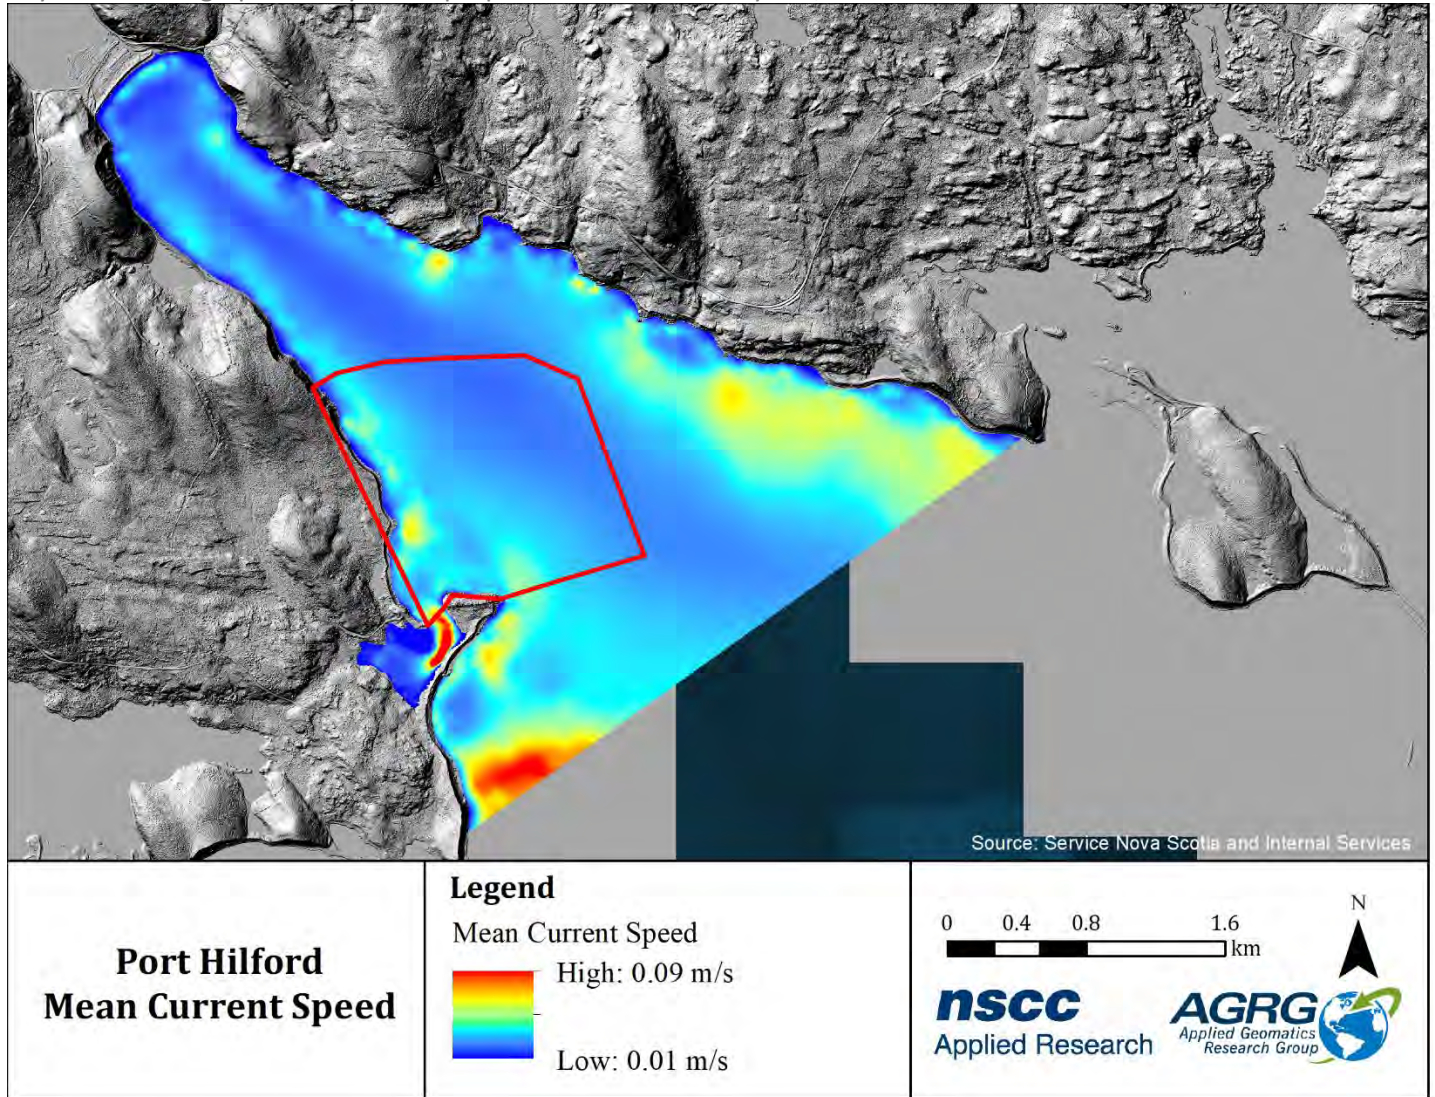 Source: Service Nova Scotia and Internal Services
Port Hilford
Mean Current Speed
Legend
Mean Current Speed
High: 0.09 m/s
Low: 0.01 m/s
0 0.4 0.8 1.6
km
N
nscc
Applied Research
AGRG
Applied Geomatics
Research Group